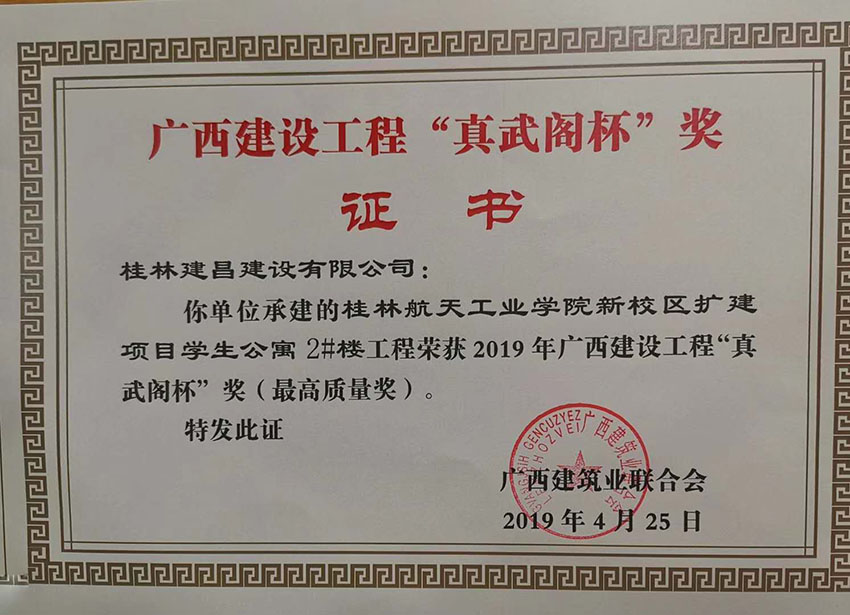 广西建设工程“真武阁杯”奖
证书
桂林建昌建设有限公司：
你单位承建的桂林航天工业学院新校区扩建
项目学生公寓2#楼工程荣获2019年广西建设工程“真
武阁杯”奖（最高质量奖）。
特发此证
广西建筑业联合会
2019年4月25日